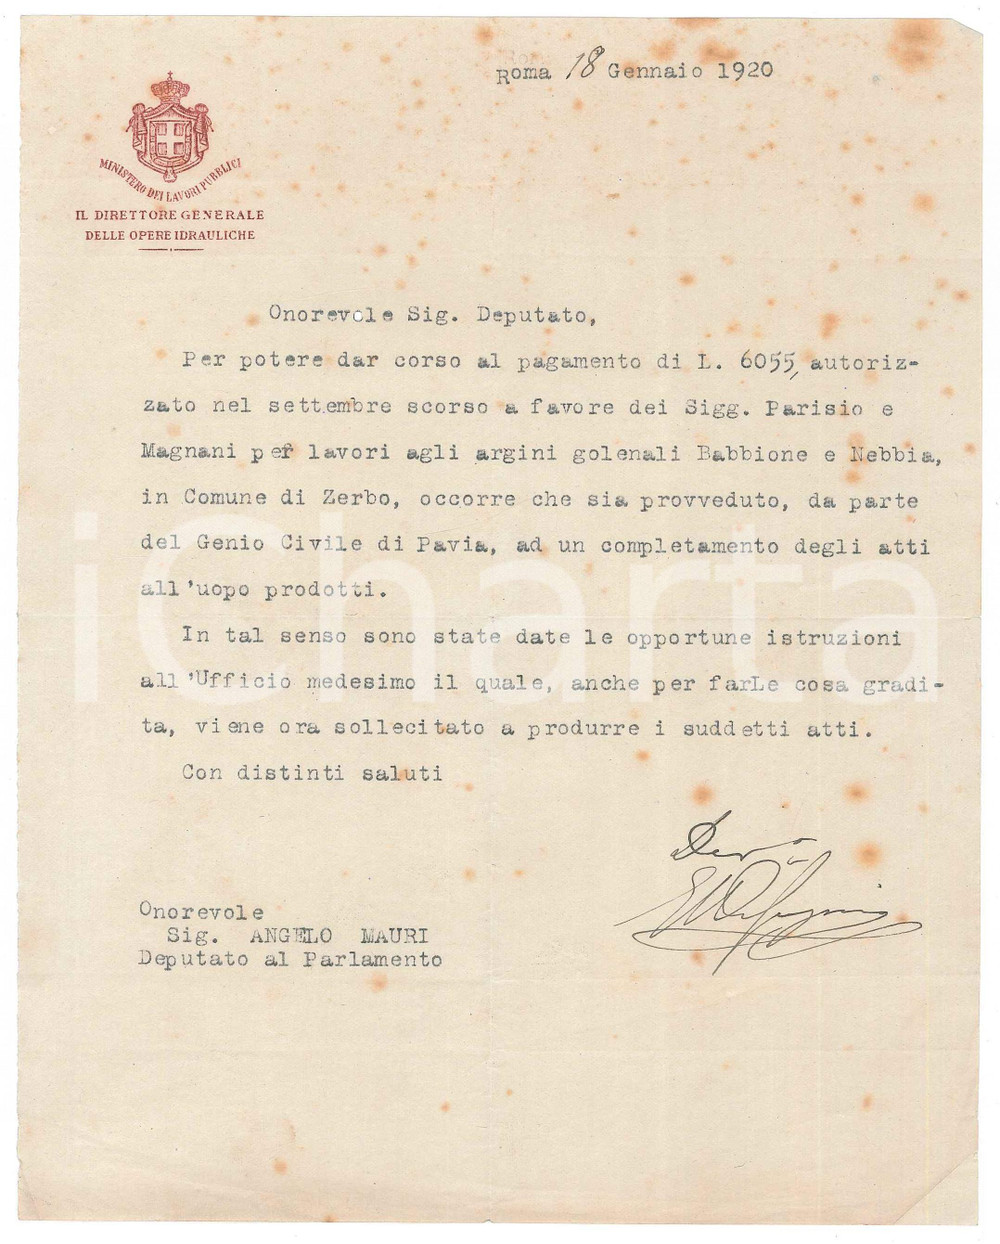 Roma 18 Gennaio 1920
MINISTERO DEI LAVORI PUBBLICI
IL DIRETTORE GENERALE
DELLE OPERE IDRAULICHE
Onorevole Sig. Deputato,
Per potere dar corso al pagamento di L. 6055, autoriz-
zato nel settembre scorso a favore dei Sigg. Parisio e
Magnani per lavori agli argini golenali Babbione e Nebbia,
in Comune di Zerbo, occorre che sia provveduto, da parte
del Genio Civile di Pavia, ad un completamento degli atti
all'uopo prodotti.
In tal senso sono state date le opportune istruzioni
all'Ufficio medesimo il quale, anche per farLe cosa gradi-
ta, viene ora sollecitato a produrre i suddetti atti.
Con distinti saluti
Onorevole
Sig. ANGELO MAURI
Deputato al Parlamento
iCharta